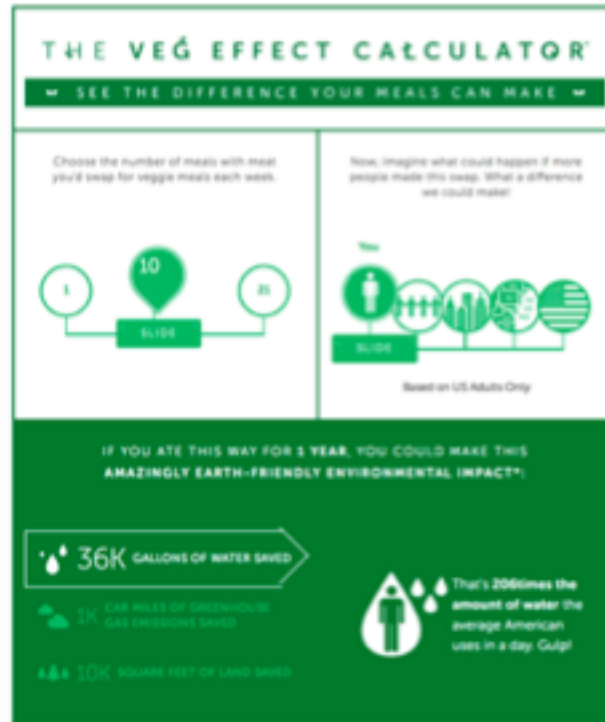 THE VEG EFFECT CALCULATOR
SEE THE DIFFERENCE YOUR MEALS CAN MAKE
Choose the number of meals with meat
you'd swap for veggie meals each week.
1
10
21
SLIDE
Now, imagine what could happen if more
people made this swap. What a difference
we could make!
You
SLIDE
Based on US Adults Only
IF YOU ATE THIS WAY FOR 1 YEAR, YOU COULD MAKE THIS
AMAZINGLY EARTH-FRIENDLY ENVIRONMENTAL IMPACT*:
36K GALLONS OF WATER SAVED
1K CAR MILES OF GREENHOUSE
GAS EMISSIONS SAVED
10K SQUARE FEET OF LAND SAVED
That's 206times the
amount of water the
average American
uses in a day. Gulp!